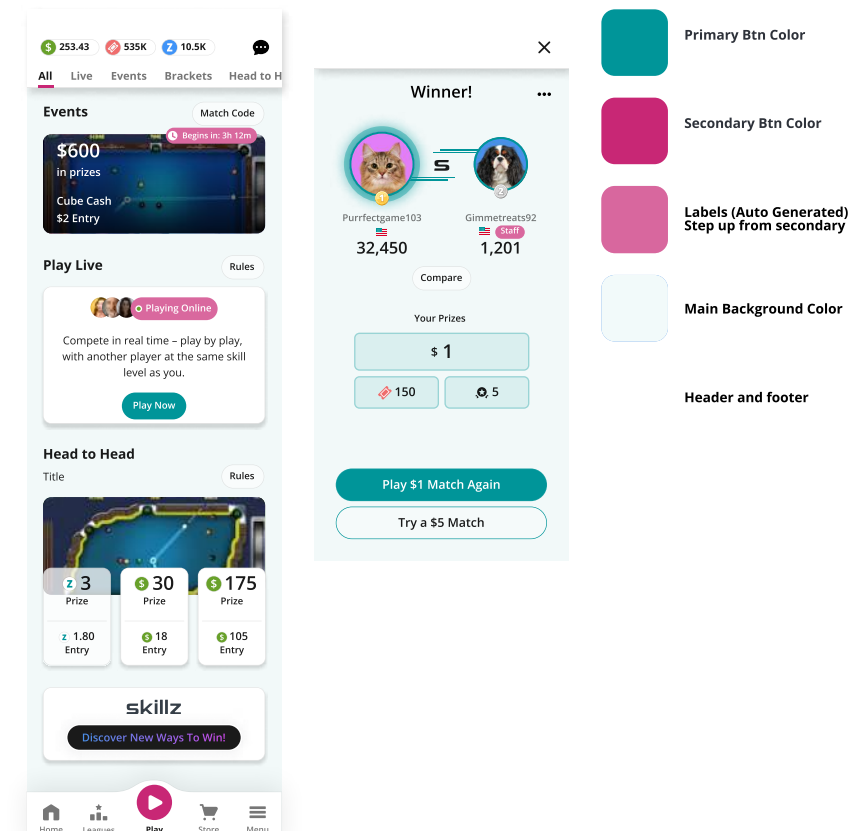 $ 253.43
535K
Z 10.5K
All Live Events Brackets Head to H
Events
Match Code
Begins in: 3h 12m
$600
in prizes
Cube Cash
$2 Entry
Play Live
Rules
Playing Online
Compete in real time – play by play,
with another player at the same skill
level as you.
Play Now
Head to Head
Title
Rules
Z 3
Prize
Z 1.80
Entry
$ 30
Prize
$ 18
Entry
$ 175
Prize
$ 105
Entry
skillz
Discover New Ways To Win!
Home Leagues Play Store Menu
Winner!
S
1
2
Purrfectgame103
32,450
Gimmetreats92
Staff
1,201
Compare
Your Prizes
$ 1
150
5
Play $1 Match Again
Try a $5 Match
Primary Btn Color
Secondary Btn Color
Labels (Auto Generated)
Step up from secondary
Main Background Color
Header and footer